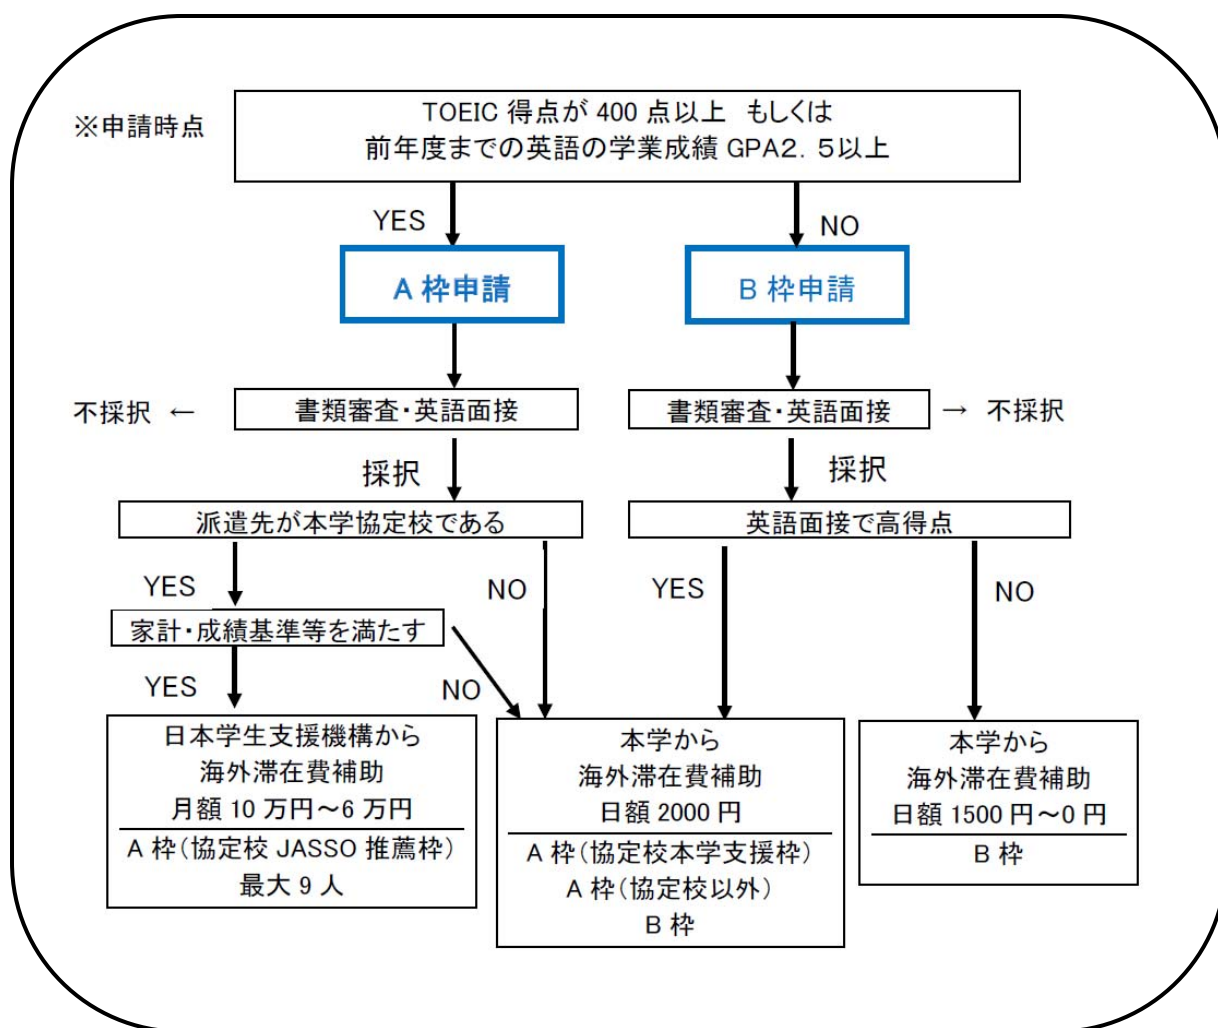 ※申請時点
TOEIC 得点が 400 点以上 もしくは
前年度までの英語の学業成績 GPA2．5以上
YES
NO
A 枠申請
B 枠申請
不採択 ←
書類審査・英語面接
書類審査・英語面接
→ 不採択
採択
採択
派遣先が本学協定校である
英語面接で高得点
YES
NO
YES
NO
家計・成績基準等を満たす
YES
NO
日本学生支援機構から
海外滞在費補助
月額 10 万円～6 万円
A 枠（協定校 JASSO 推薦枠）
最大 9 人
本学から
海外滞在費補助
日額 2000 円
A 枠（協定校本学支援枠）
A 枠（協定校以外）
B 枠
本学から
海外滞在費補助
日額 1500 円～0 円
B 枠